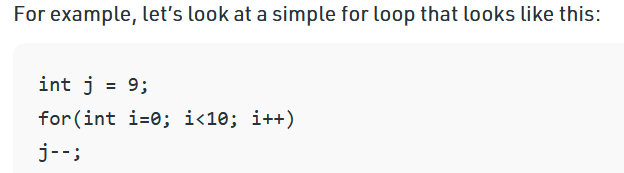 For example, let’s look at a simple for loop that looks like this:
int j = 9;
for(int i=0; i<10; i++)
j--;